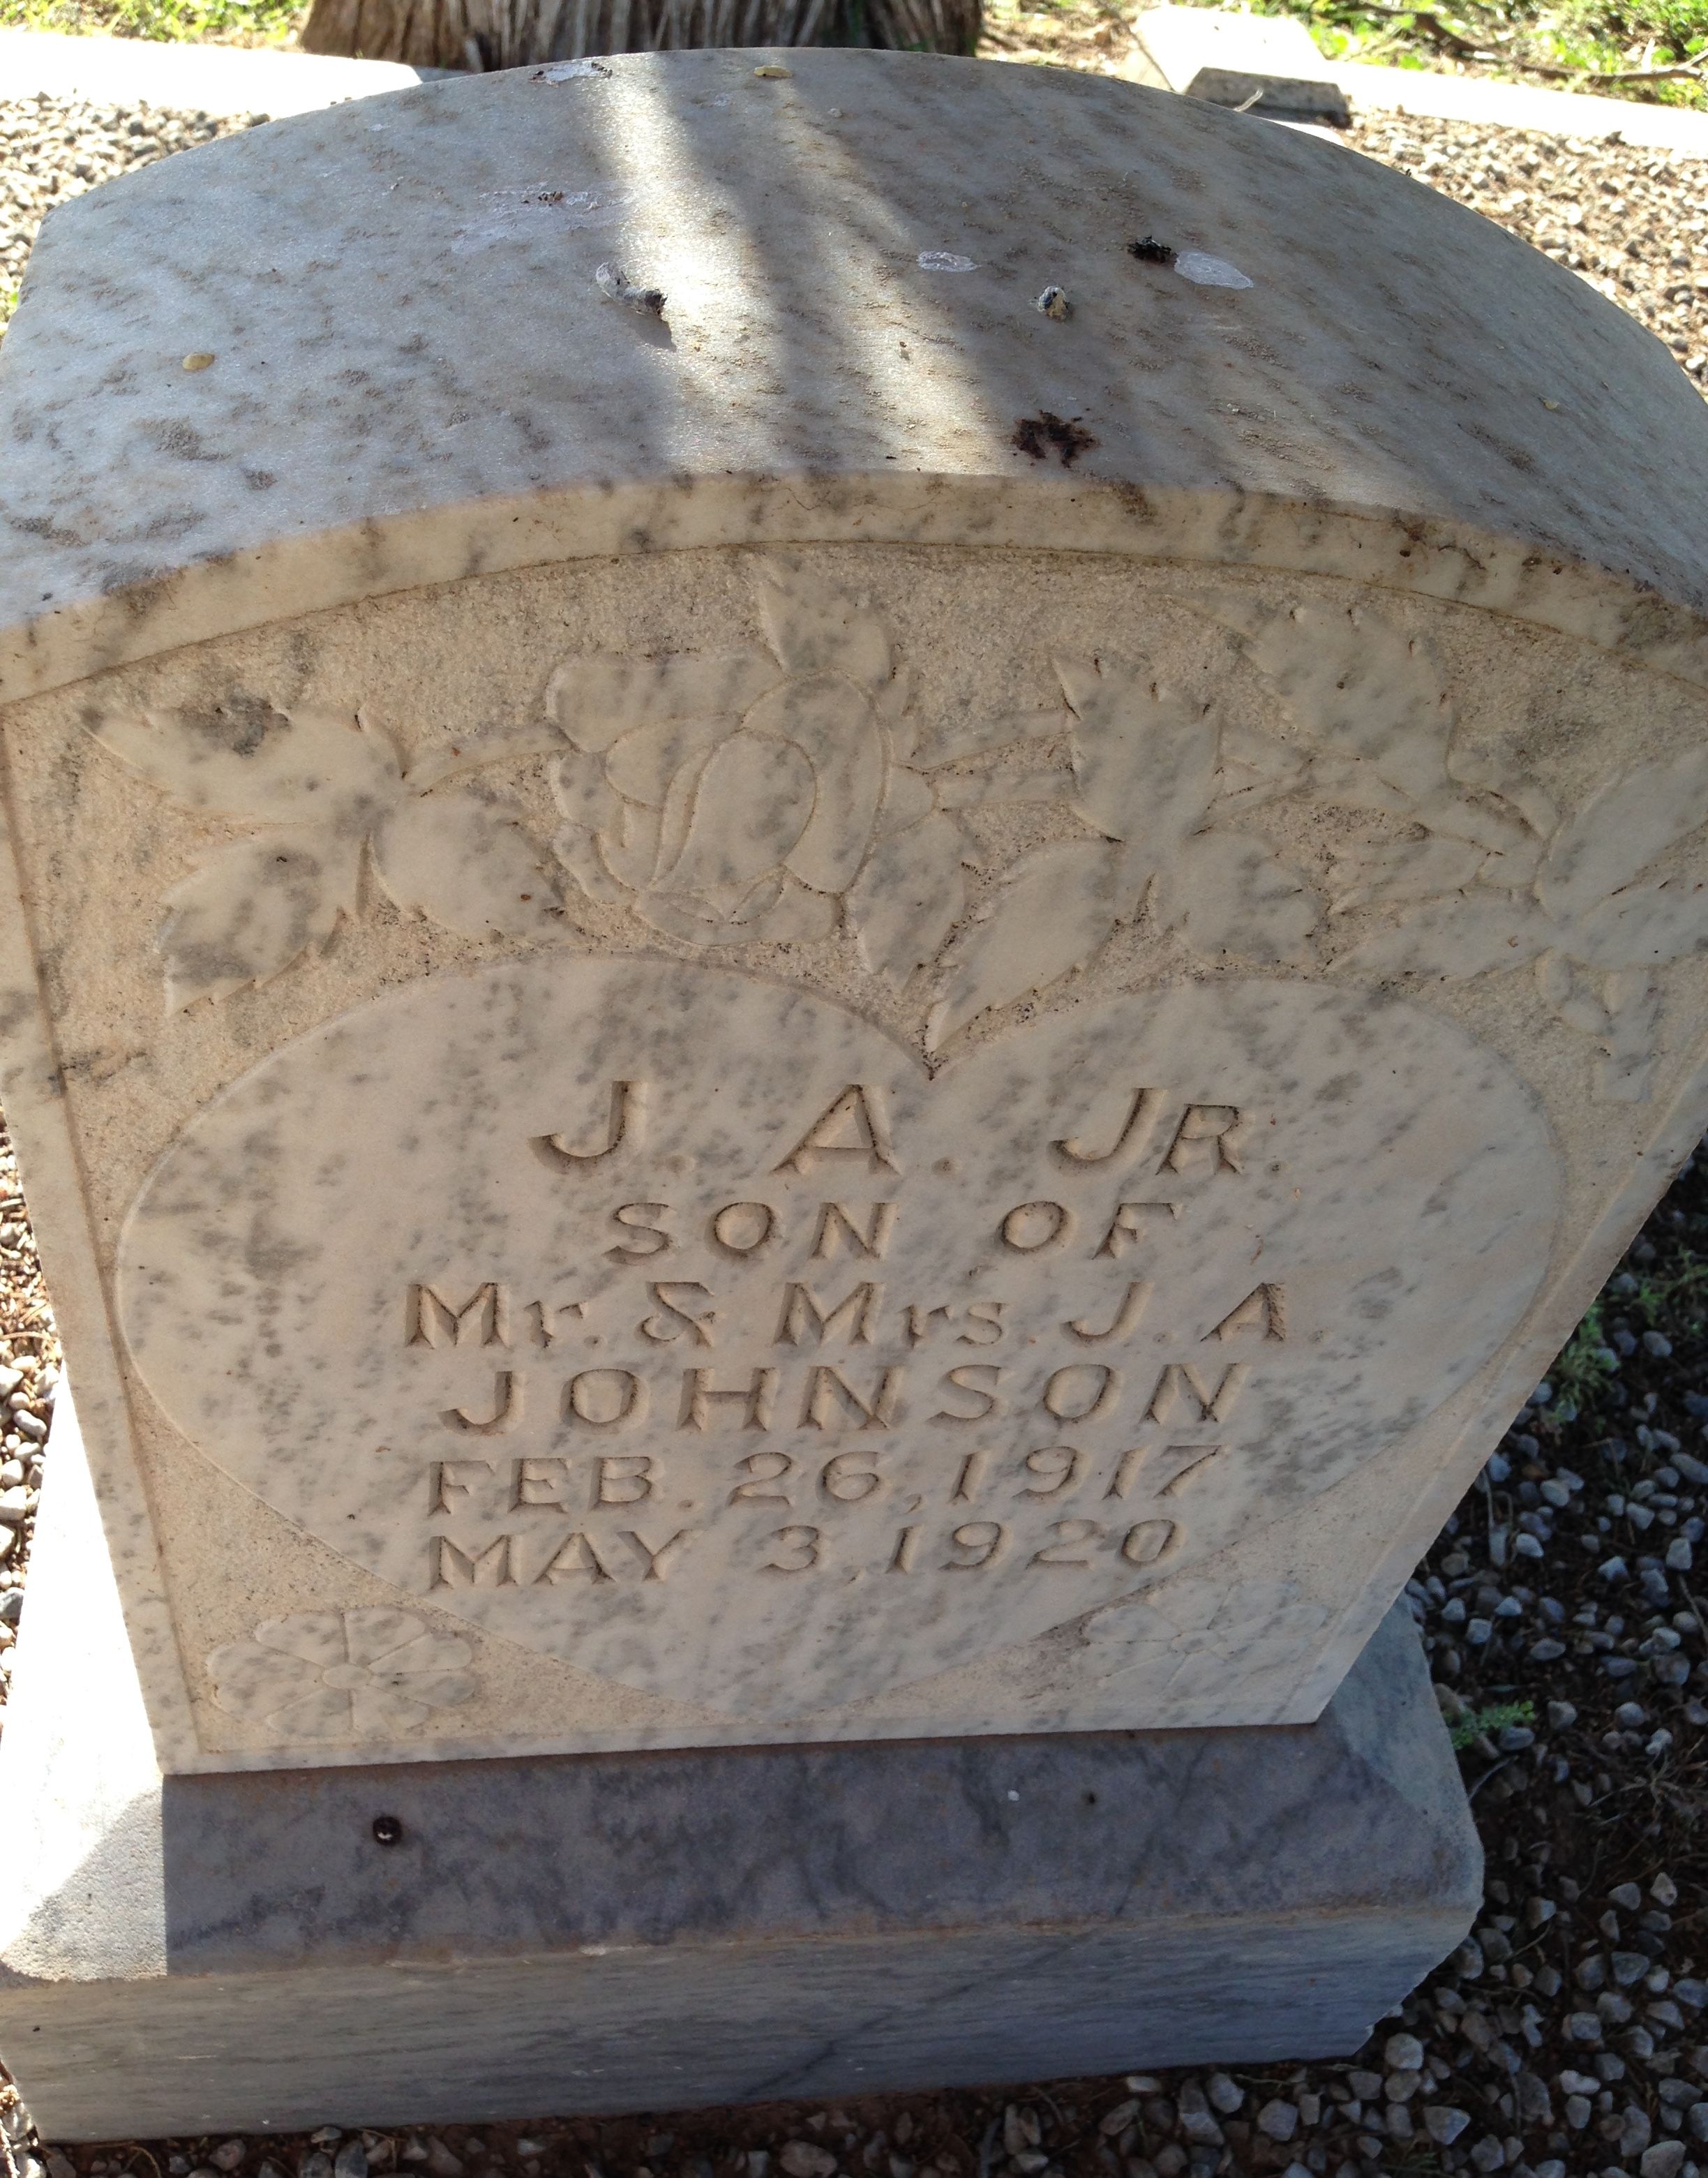 J. A. JR.
SON OF
Mr. & Mrs. J. A.
JOHNSON
FEB. 26, 1917
MAY 3, 1920